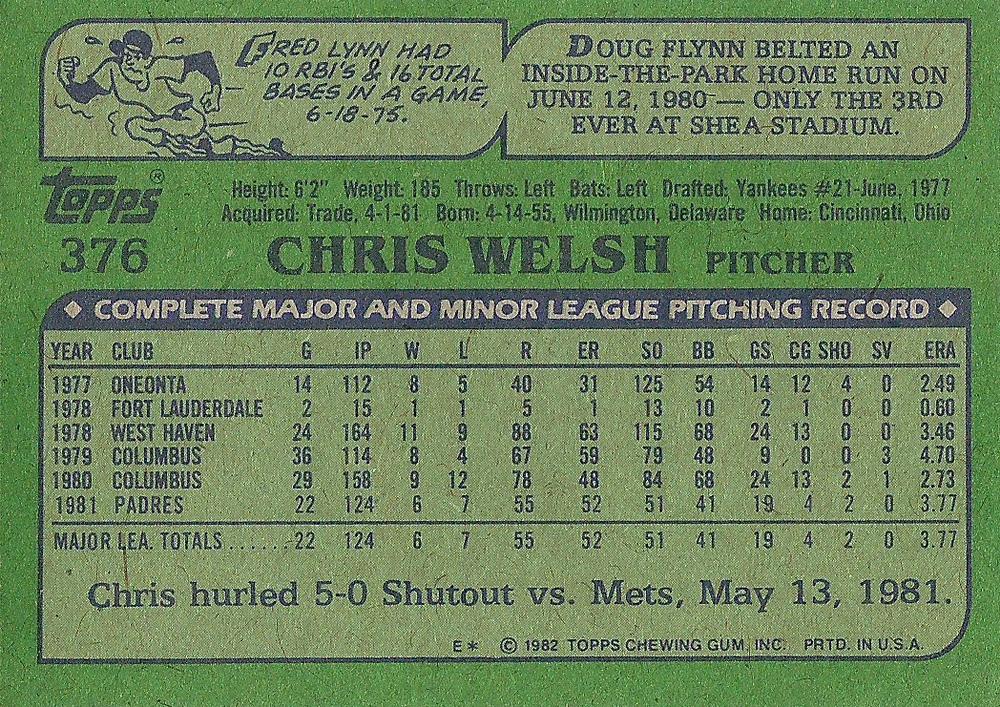 FRED LYNN HAD
10 RBI'S & 16 TOTAL
BASES IN A GAME,
6-18-75.
DOUG FLYNN BELTED AN
INSIDE-THE-PARK HOME RUN ON
JUNE 12, 1980 — ONLY THE 3RD
EVER AT SHEA STADIUM.
topps®
Height: 6'2" Weight: 185 Throws: Left Bats: Left Drafted: Yankees #21-June, 1977
Acquired: Trade, 4-1-81 Born: 4-14-55, Wilmington, Delaware Home: Cincinnati, Ohio
376 CHRIS WELSH PITCHER
◆ COMPLETE MAJOR AND MINOR LEAGUE PITCHING RECORD ◆
YEAR CLUB G IP W L R ER SO BB GS CG SHO SV ERA
1977 ONEONTA 14 112 8 5 40 31 125 54 14 12 4 0 2.49
1978 FORT LAUDERDALE 2 15 1 1 5 1 13 10 2 1 0 0 0.60
1978 WEST HAVEN 24 164 11 9 88 63 115 68 24 13 0 0 3.46
1979 COLUMBUS 36 114 8 4 67 59 79 48 9 0 0 3 4.70
1980 COLUMBUS 29 158 9 12 78 48 84 68 24 13 2 1 2.73
1981 PADRES 22 124 6 7 55 52 51 41 19 4 2 0 3.77
MAJOR LEA. TOTALS......22 124 6 7 55 52 51 41 19 4 2 0 3.77
Chris hurled 5-0 Shutout vs. Mets, May 13, 1981.
E* © 1982 TOPPS CHEWING GUM, INC. PRTD. IN U.S.A.